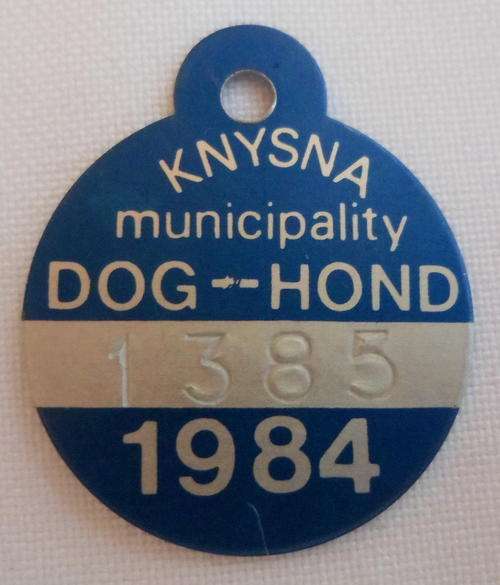 KNYSNA
municipality
DOG - HOND
1385
1984